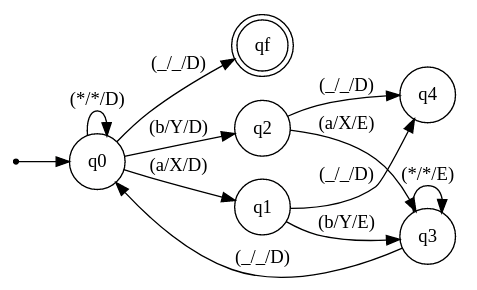 qf
(_/_/D)
(*/*/D)
q0
(b/Y/D)
q2
(_/_/D)
q4
(a/X/E)
(a/X/D)
q1
(_/_/D)
(*/*/E)
(b/Y/E)
q3
(_/_/D)